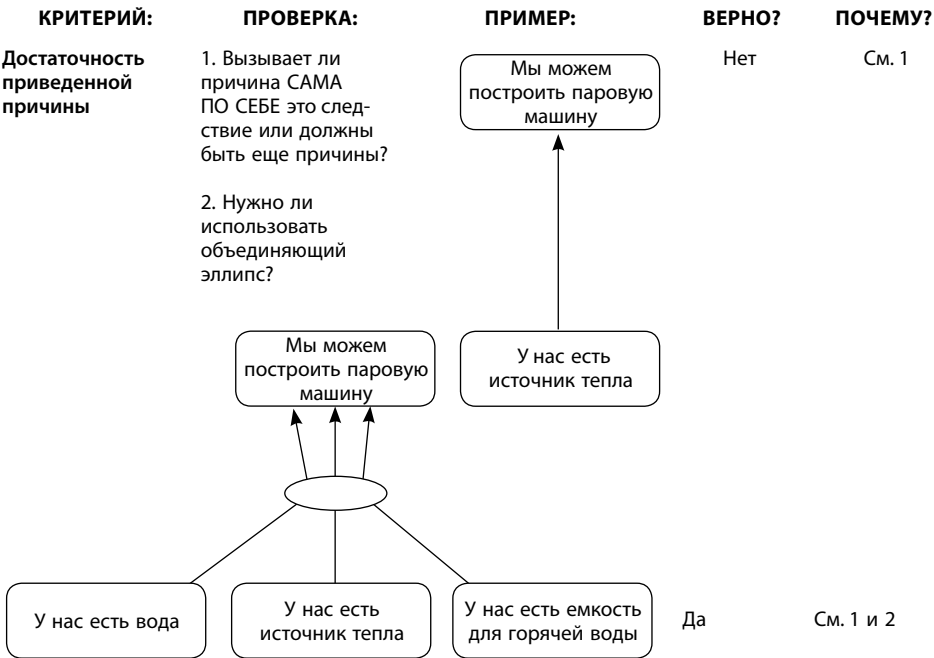 КРИТЕРИЙ: ПРОВЕРКА: ПРИМЕР: ВЕРНО? ПОЧЕМУ?
Достаточность
приведенной
причины
1. Вызывает ли
причина САМА
ПО СЕБЕ это след-
ствие или должны
быть еще причины?
2. Нужно ли
использовать
объединяющий
эллипс?
Мы можем
построить паровую
машину
Нет
См. 1
У нас есть
источник тепла
Мы можем
построить паровую
машину
У нас есть вода
У нас есть
источник тепла
У нас есть емкость
для горячей воды
Да
См. 1 и 2